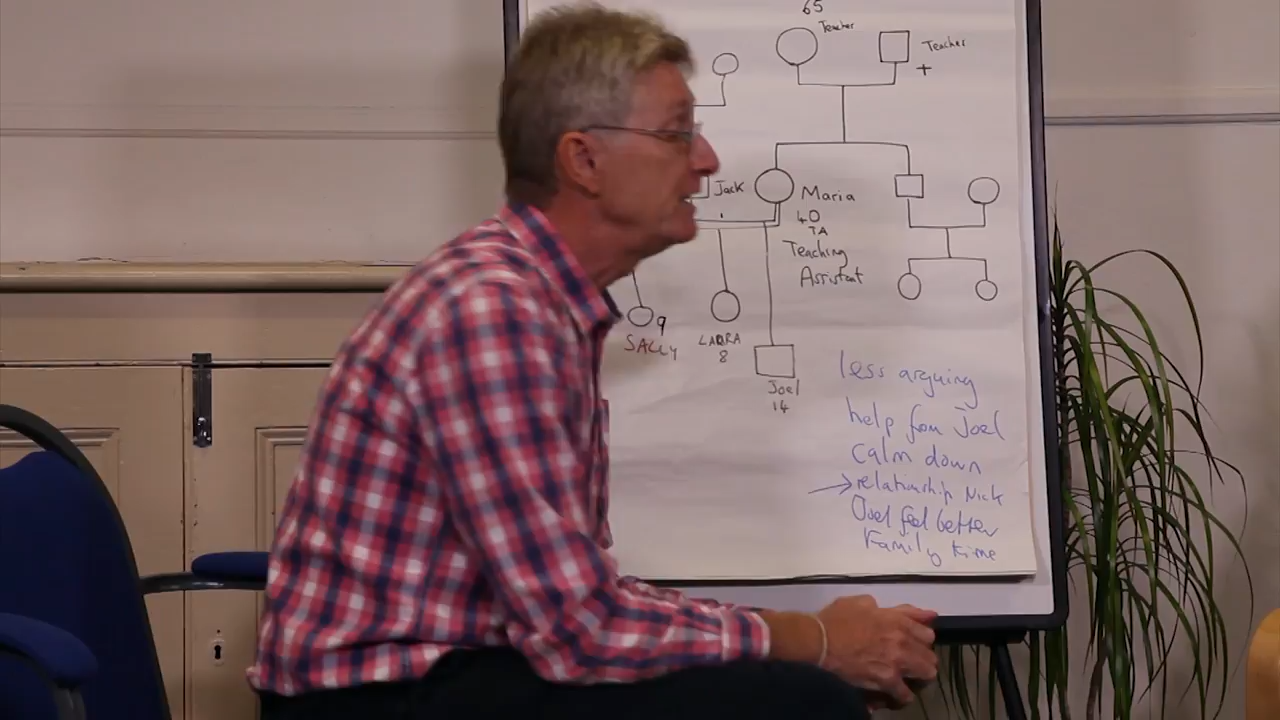 65
Teacher
Teacher
+
Jack
Maria
40
TA
Teaching
Assistant
9
SALLY
LAURA
8
Joel
14
less arguing
help from Joel
calm down
→ relationship Nick
Joel feel better
Family time